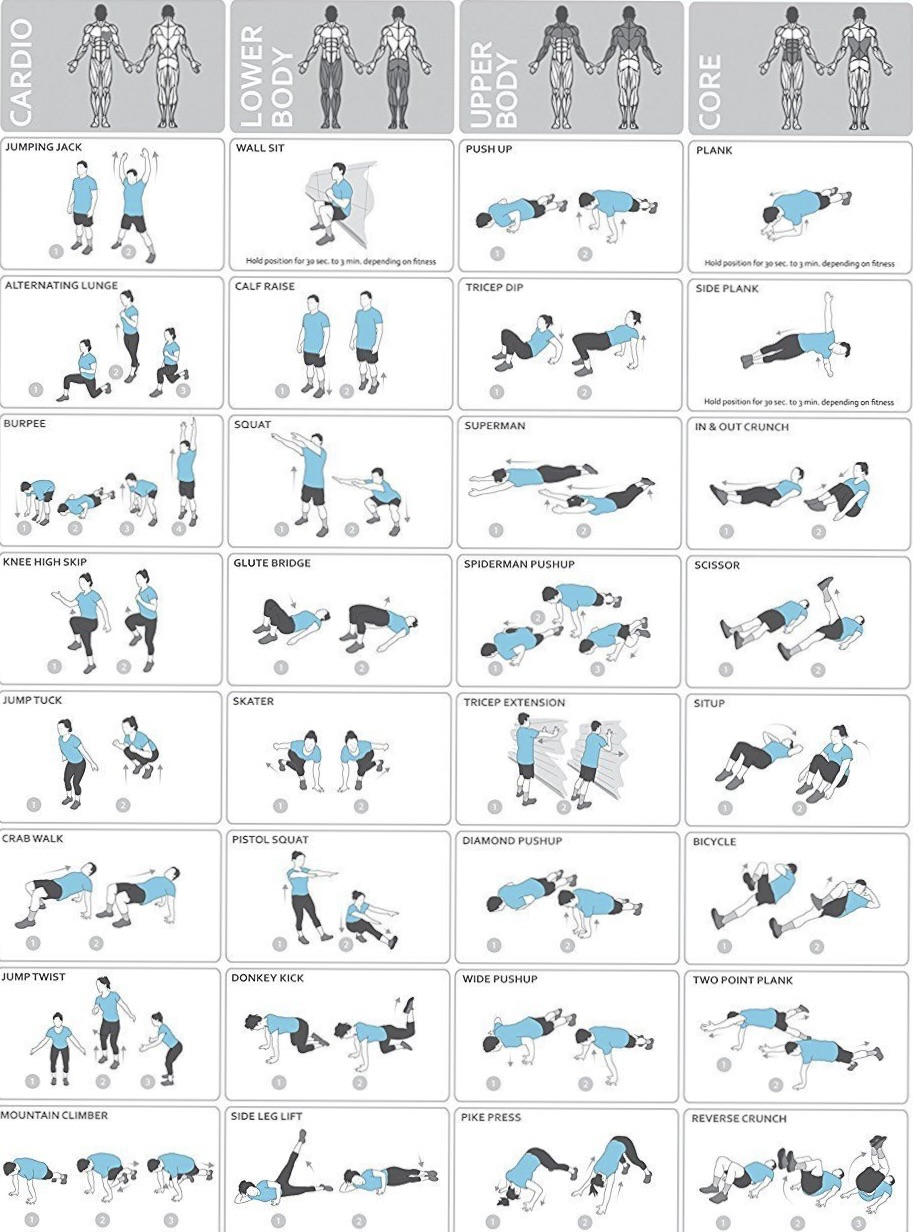 CARDIO
LOWER
BODY
UPPER
BODY
CORE
JUMPING JACK
1
2
WALL SIT
Hold position for 30 sec. to 3 min. depending on fitness
PUSH UP
1
2
PLANK
Hold position for 30 sec. to 3 min. depending on fitness
ALTERNATING LUNGE
1
2
3
CALF RAISE
1
2
TRICEP DIP
1
2
SIDE PLANK
Hold position for 30 sec. to 3 min. depending on fitness
BURPEE
1
2
3
4
SQUAT
1
2
SUPERMAN
1
2
IN & OUT CRUNCH
1
2
KNEE HIGH SKIP
1
2
GLUTE BRIDGE
1
2
SPIDERMAN PUSHUP
1
2
3
SCISSOR
1
2
JUMP TUCK
1
2
SKATER
1
2
TRICEP EXTENSION
1
2
SITUP
1
2
CRAB WALK
1
2
PISTOL SQUAT
1
2
DIAMOND PUSHUP
1
2
BICYCLE
1
2
JUMP TWIST
1
2
3
DONKEY KICK
1
2
WIDE PUSHUP
1
2
TWO POINT PLANK
1
2
MOUNTAIN CLIMBER
1
2
3
SIDE LEG LIFT
1
2
PIKE PRESS
1
2
REVERSE CRUNCH
1
2
3